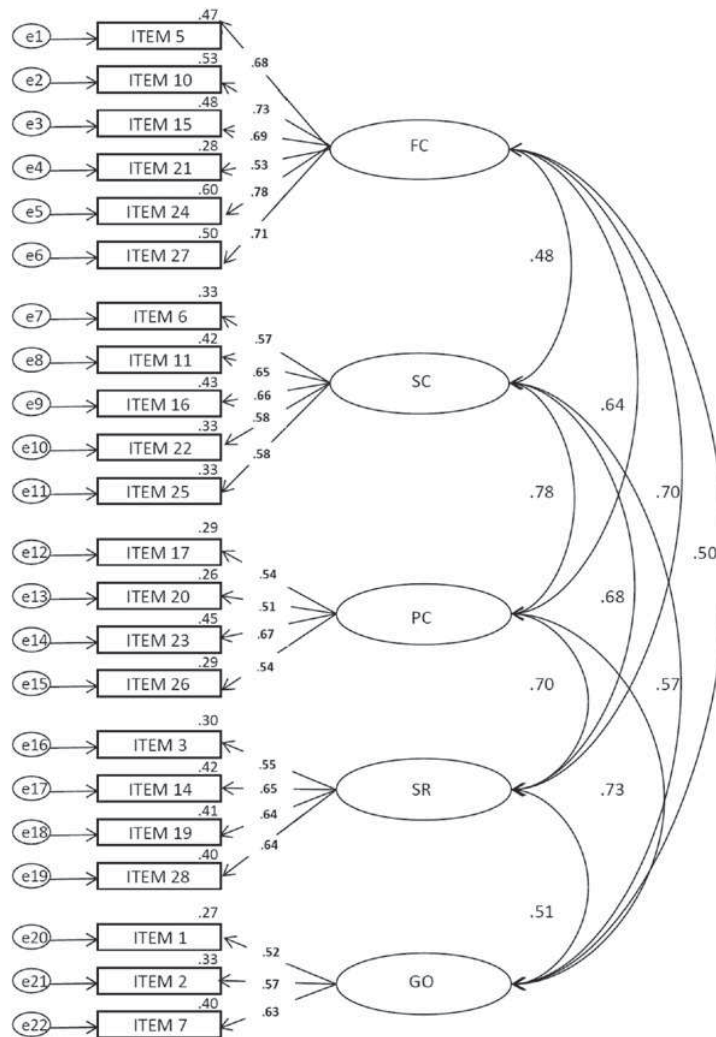 .47
e1 ITEM 5
.68
.53
e2 ITEM 10
.73
.48
e3 ITEM 15
.69
FC
.28
e4 ITEM 21
.53
.60
e5 ITEM 24
.78
.50
e6 ITEM 27
.71
.48
.33
e7 ITEM 6
.57
.42
e8 ITEM 11
.65
SC
.43
e9 ITEM 16
.66
.64
.33
e10 ITEM 22
.58
.33
e11 ITEM 25
.58
.78
.70
.29
e12 ITEM 17
.54
.50
.26
e13 ITEM 20
.51
.68
.45
e14 ITEM 23
.67
PC
.29
e15 ITEM 26
.54
.70
.57
.30
e16 ITEM 3
.55
.42
e17 ITEM 14
.65
SR
.73
.41
e18 ITEM 19
.64
.40
e19 ITEM 28
.64
.51
.27
e20 ITEM 1
.52
.33
e21 ITEM 2
.57
GO
.40
e22 ITEM 7
.63